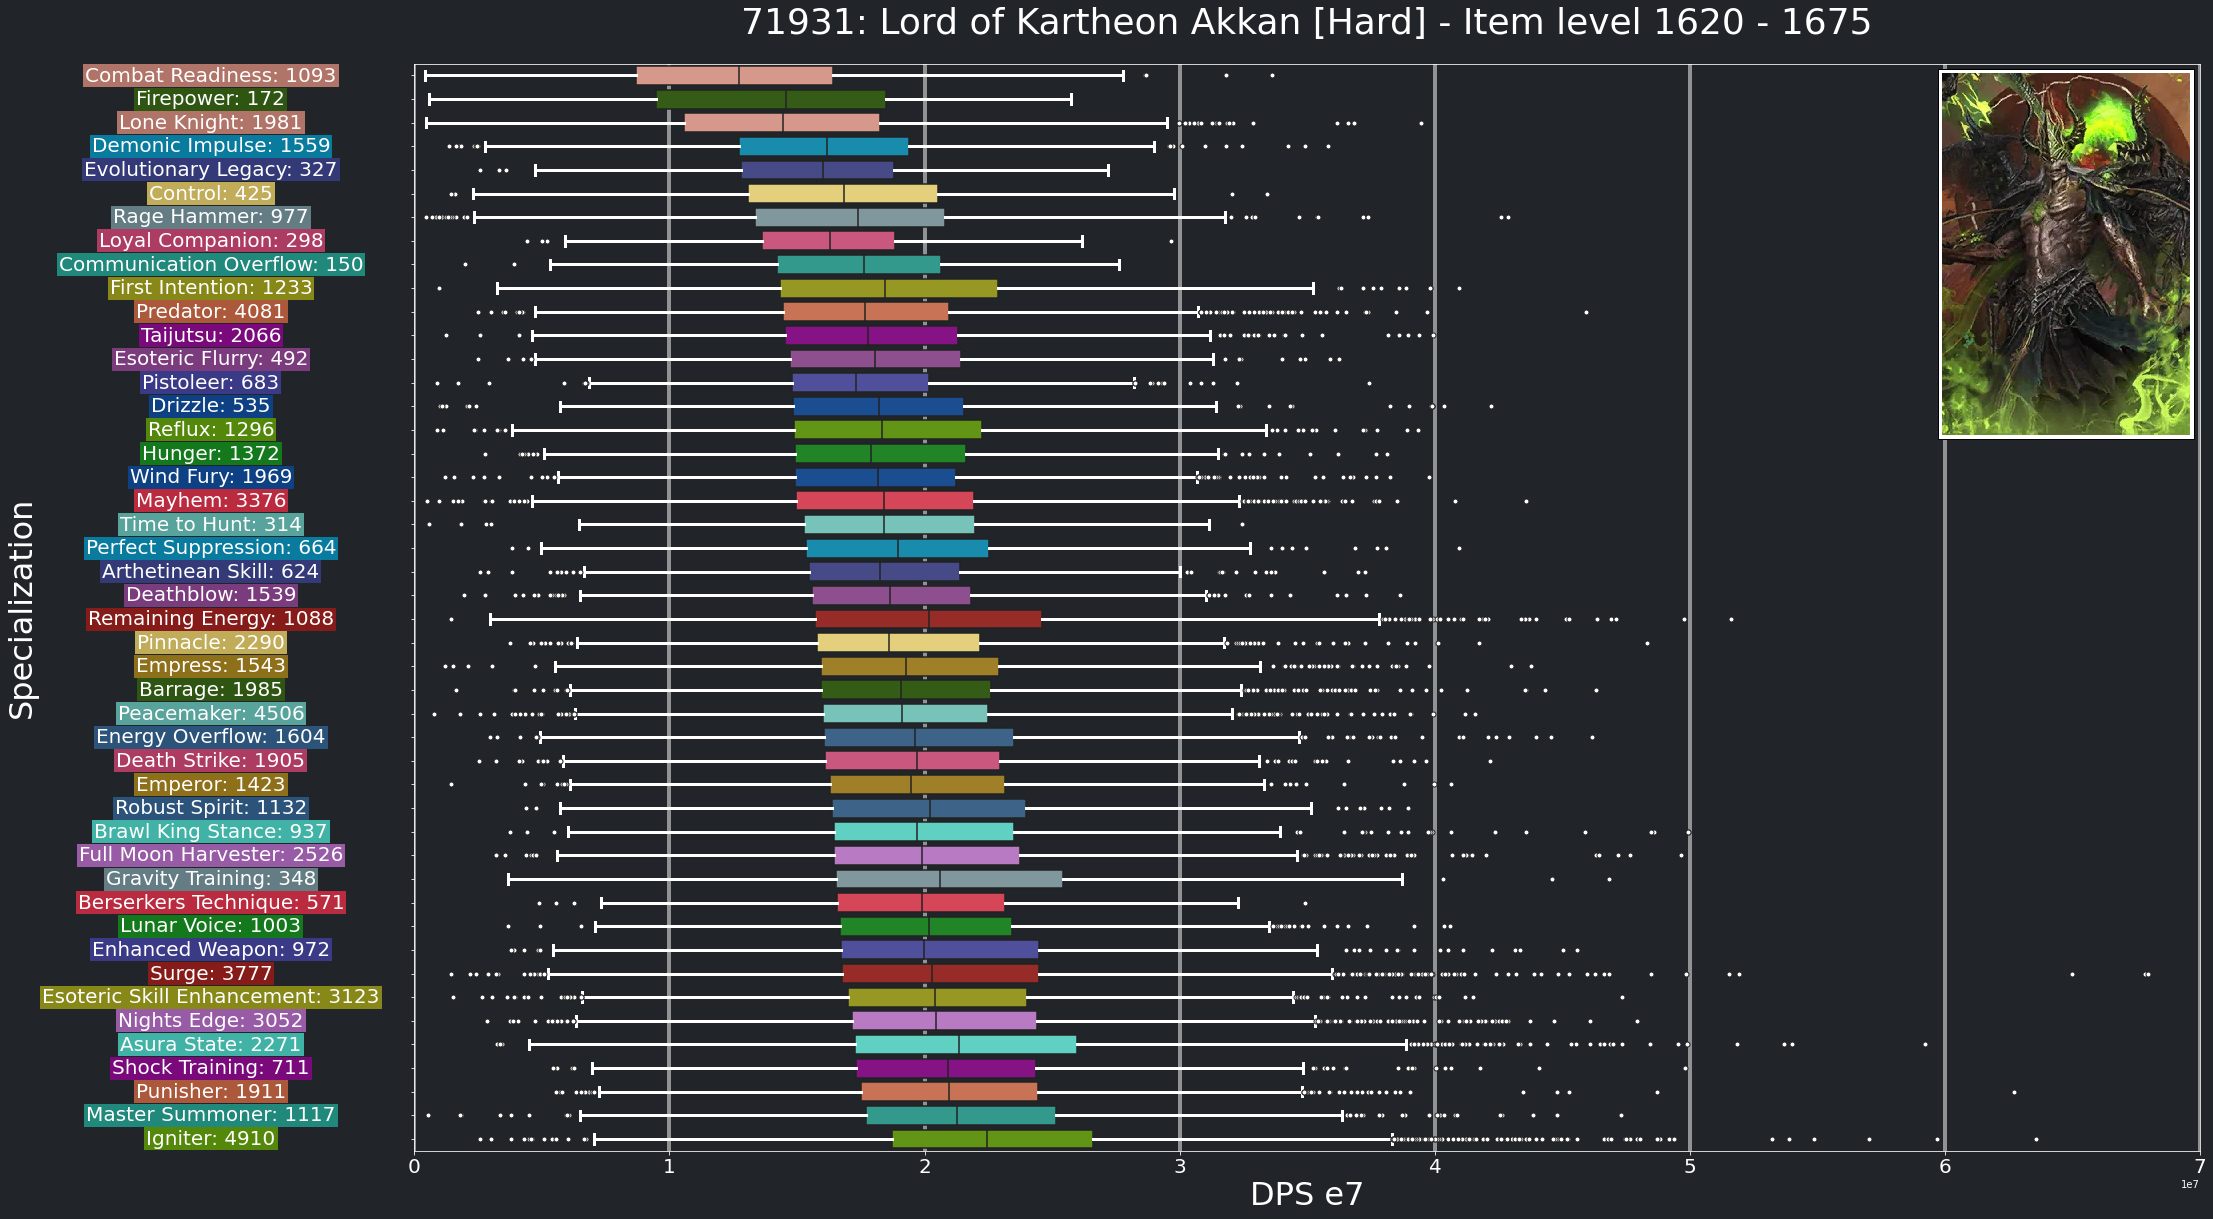 71931: Lord of Kartheon Akkan [Hard] - Item level 1620 - 1675
Combat Readiness: 1093
Firepower: 172
Lone Knight: 1981
Demonic Impulse: 1559
Evolutionary Legacy: 327
Control: 425
Rage Hammer: 977
Loyal Companion: 298
Communication Overflow: 150
First Intention: 1233
Predator: 4081
Taijutsu: 2066
Esoteric Flurry: 492
Pistoleer: 683
Drizzle: 535
Reflux: 1296
Hunger: 1372
Wind Fury: 1969
Mayhem: 3376
Time to Hunt: 314
Perfect Suppression: 664
Arthetinean Skill: 624
Deathblow: 1539
Remaining Energy: 1088
Pinnacle: 2290
Empress: 1543
Barrage: 1985
Peacemaker: 4506
Energy Overflow: 1604
Death Strike: 1905
Emperor: 1423
Robust Spirit: 1132
Brawl King Stance: 937
Full Moon Harvester: 2526
Gravity Training: 348
Berserkers Technique: 571
Lunar Voice: 1003
Enhanced Weapon: 972
Surge: 3777
Esoteric Skill Enhancement: 3123
Nights Edge: 3052
Asura State: 2271
Shock Training: 711
Punisher: 1911
Master Summoner: 1117
Igniter: 4910
Specialization
0 1 2 3 4 5 6 7
1e7
DPS e7